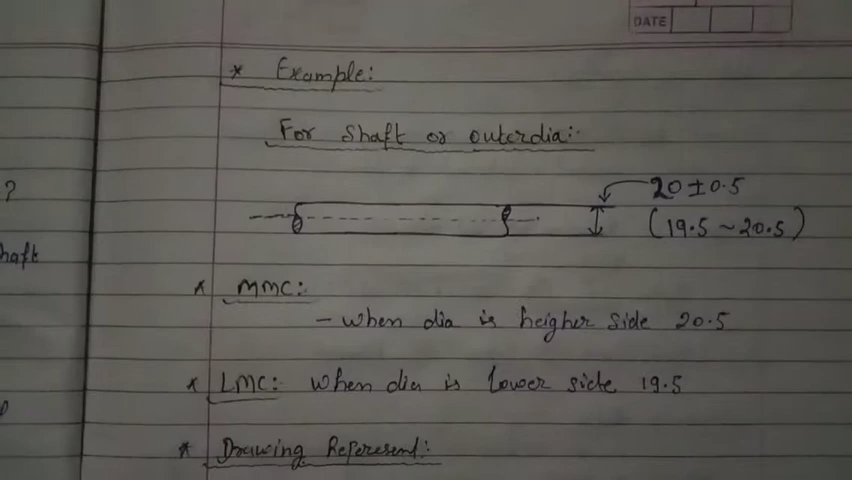 DATE
* Example:
For Shaft or outerdia:-
20 ± 0.5
?
(19.5 ~ 20.5)
haft
* MMC:
- when dia is heigher side 20.5
* LMC: when dia is lower side 19.5
* Drawing Referesent: